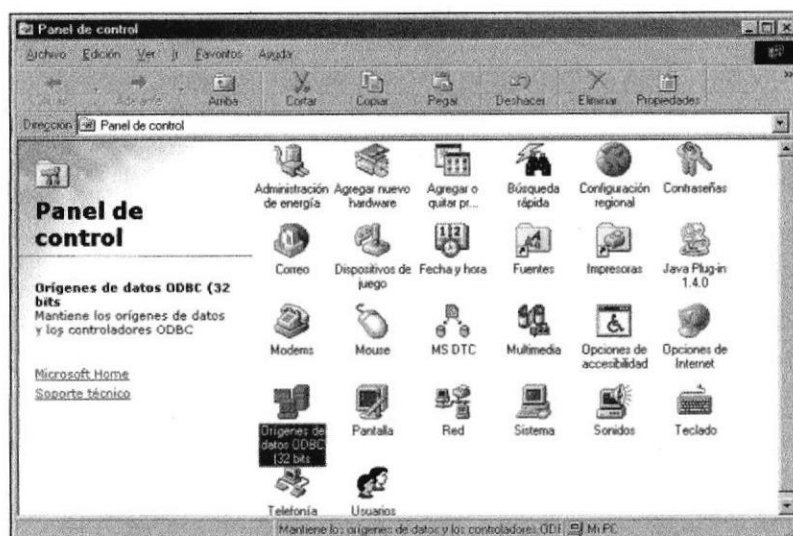 Panel de control
Archivo Edición Ver Ir Favoritos Ayuda
Adelante Arriba Cortar Copiar Pegar Deshacer Eliminar Propiedades
Dirección Panel de control
Panel de
control
Orígenes de datos ODBC (32
bits
Mantiene los orígenes de datos
y los controladores ODBC
Microsoft Home
Soporte técnico
Administración
de energía
Agregar nuevo
hardware
Agregar o
quitar pr...
Búsqueda
rápida
Configuración
regional
Contraseñas
Correo
Dispositivos de
juego
Fecha y hora
Fuentes
Impresoras
Java Plug-in
1.4.0
Modems
Mouse
MS DTC
Multimedia
Opciones de
accesibilidad
Opciones de
Internet
Orígenes de
datos ODBC
(32 bits
Pantalla
Red
Sistema
Sonidos
Teclado
Telefonía
Usuarios
Mantiene los orígenes de datos y los controladores ODI Mi PC